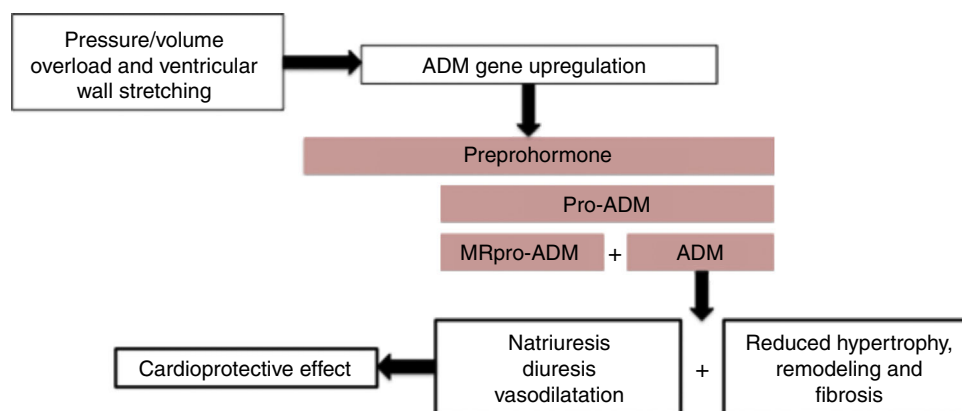 Pressure/volume
overload and ventricular
wall stretching
ADM gene upregulation
Preprohormone
Pro-ADM
MRpro-ADM + ADM
Natriuresis
diuresis
vasodilatation
+
Reduced hypertrophy,
remodeling and
fibrosis
Cardioprotective effect